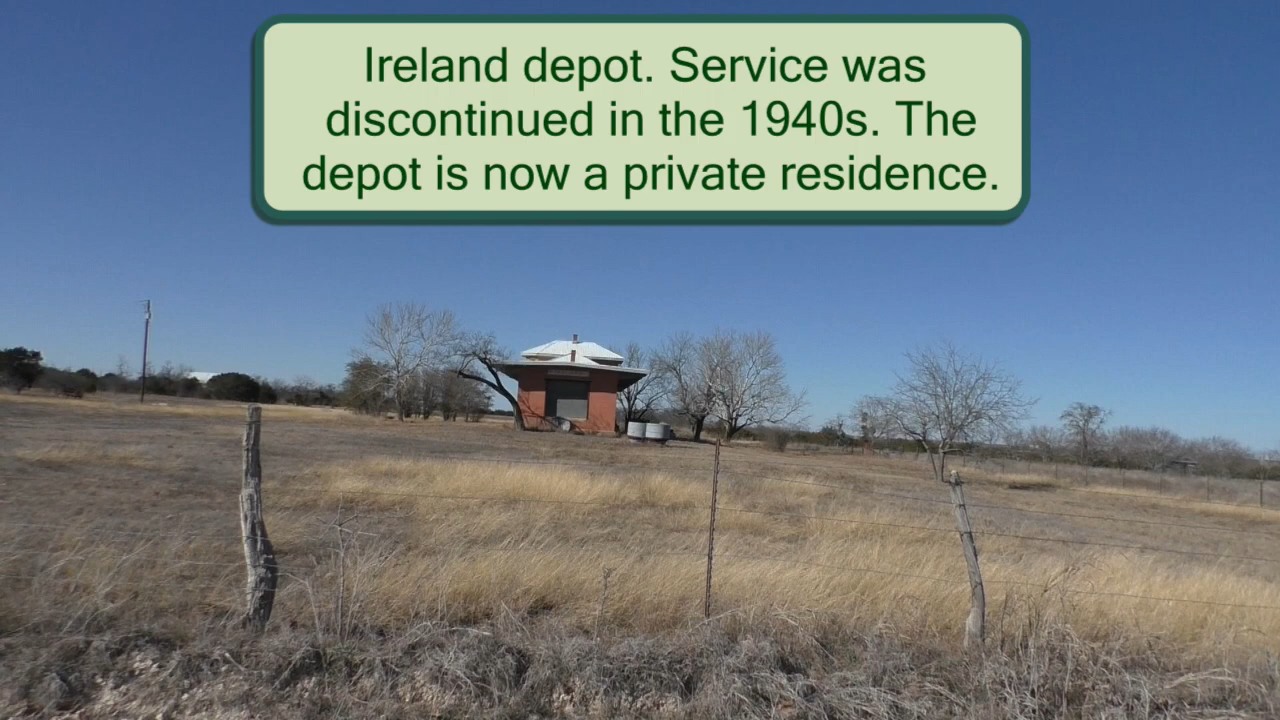 Ireland depot. Service was
discontinued in the 1940s. The
depot is now a private residence.